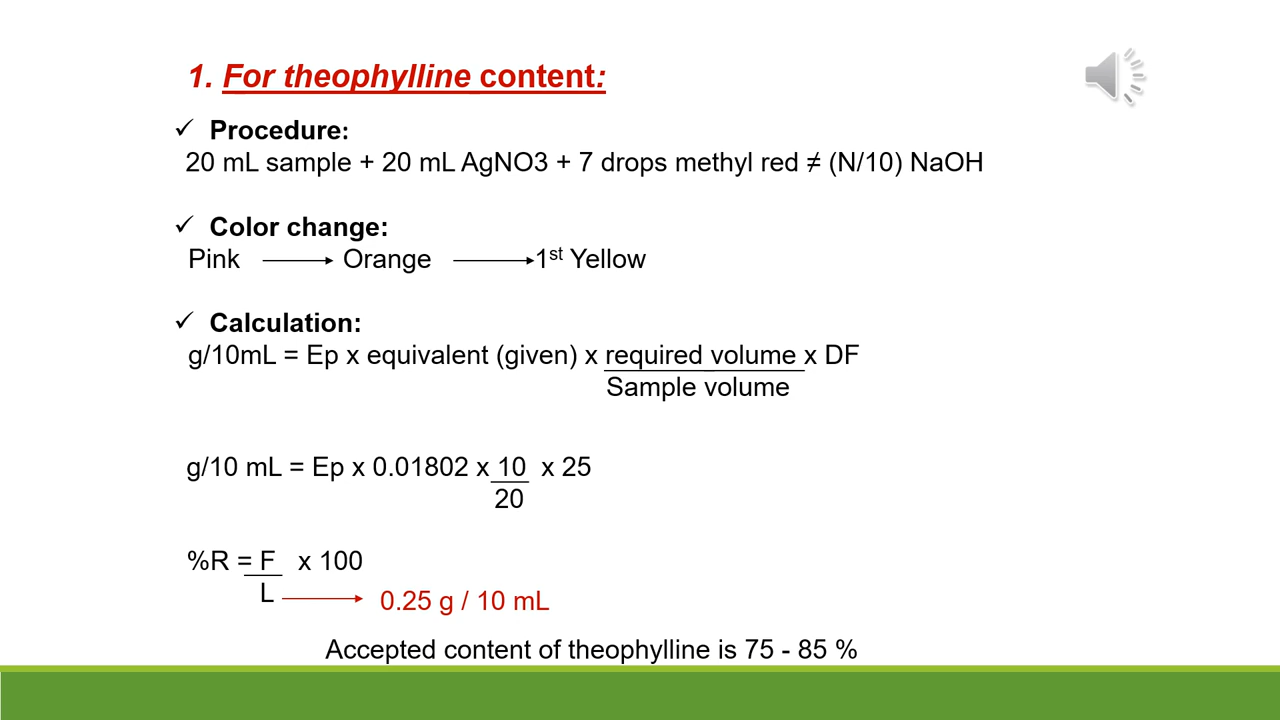 1. For theophylline content:
✓ Procedure:
20 mL sample + 20 mL AgNO3 + 7 drops methyl red ≠ (N/10) NaOH
✓ Color change:
Pink → Orange → 1st Yellow
✓ Calculation:
g/10mL = Ep x equivalent (given) x required volume x DF
Sample volume
g/10 mL = Ep x 0.01802 x 10 x 25
20
%R = F x 100
L → 0.25 g / 10 mL
Accepted content of theophylline is 75 - 85 %